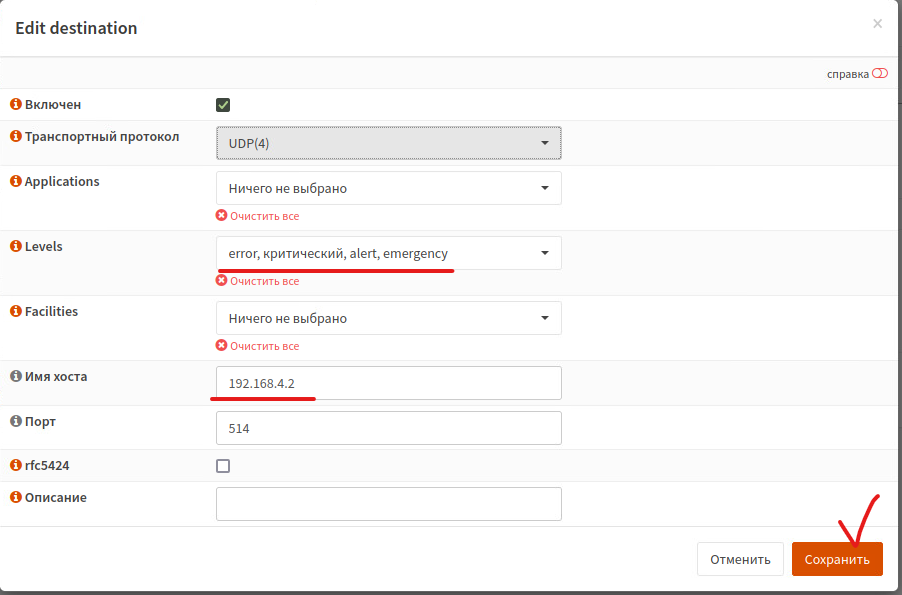 Edit destination
×
справка
Включен
Транспортный протокол
UDP(4)
Applications
Ничего не выбрано
Очистить все
Levels
error, критический, alert, emergency
Очистить все
Facilities
Ничего не выбрано
Очистить все
Имя хоста
192.168.4.2
Порт
514
rfc5424
Описание
Отменить
Сохранить